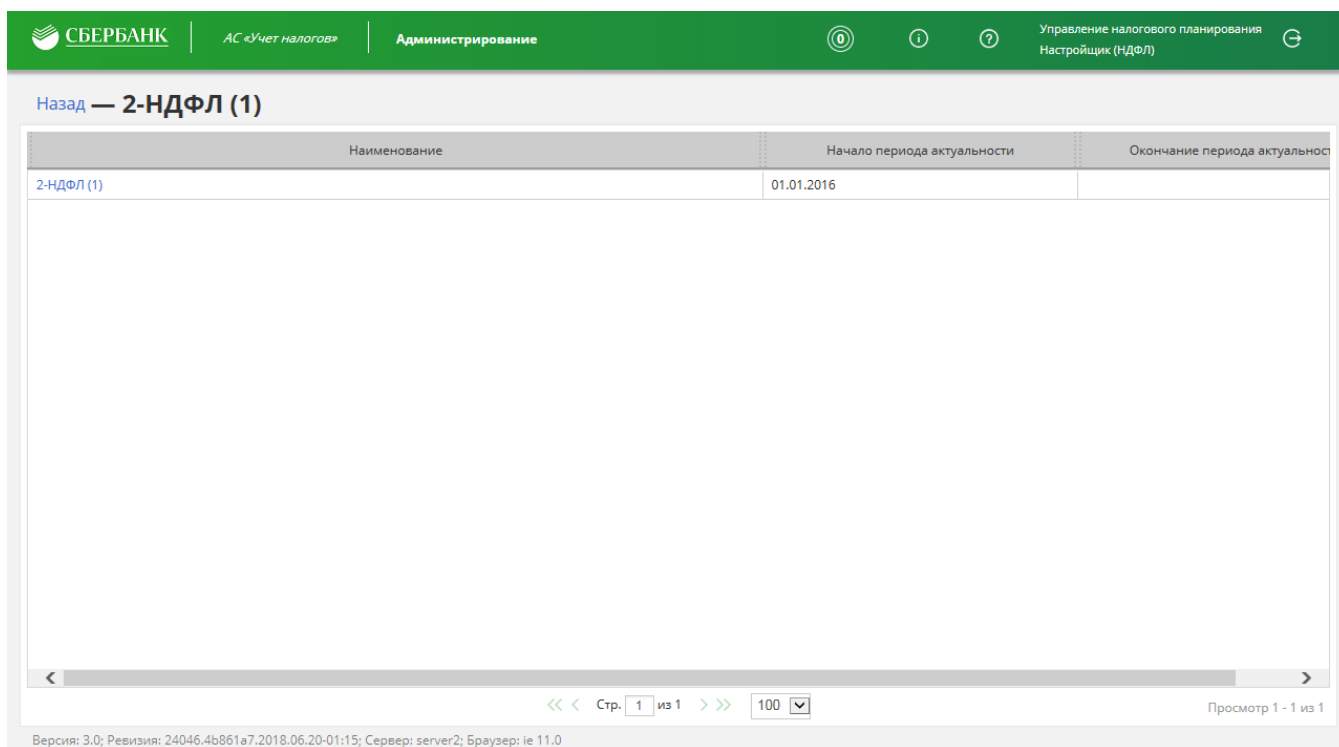 СБЕРБАНК АС «Учет налогов» Администрирование 0 i ? Управление налогового планирования
Настройщик (НДФЛ)
Назад — 2-НДФЛ (1)
Наименование Начало периода актуальности Окончание периода актуальност
2-НДФЛ (1) 01.01.2016
Стр. 1 из 1 100 Просмотр 1 - 1 из 1
Версия: 3.0; Ревизия: 24046.4b861a7.2018.06.20-01:15; Сервер: server2; Браузер: ie 11.0